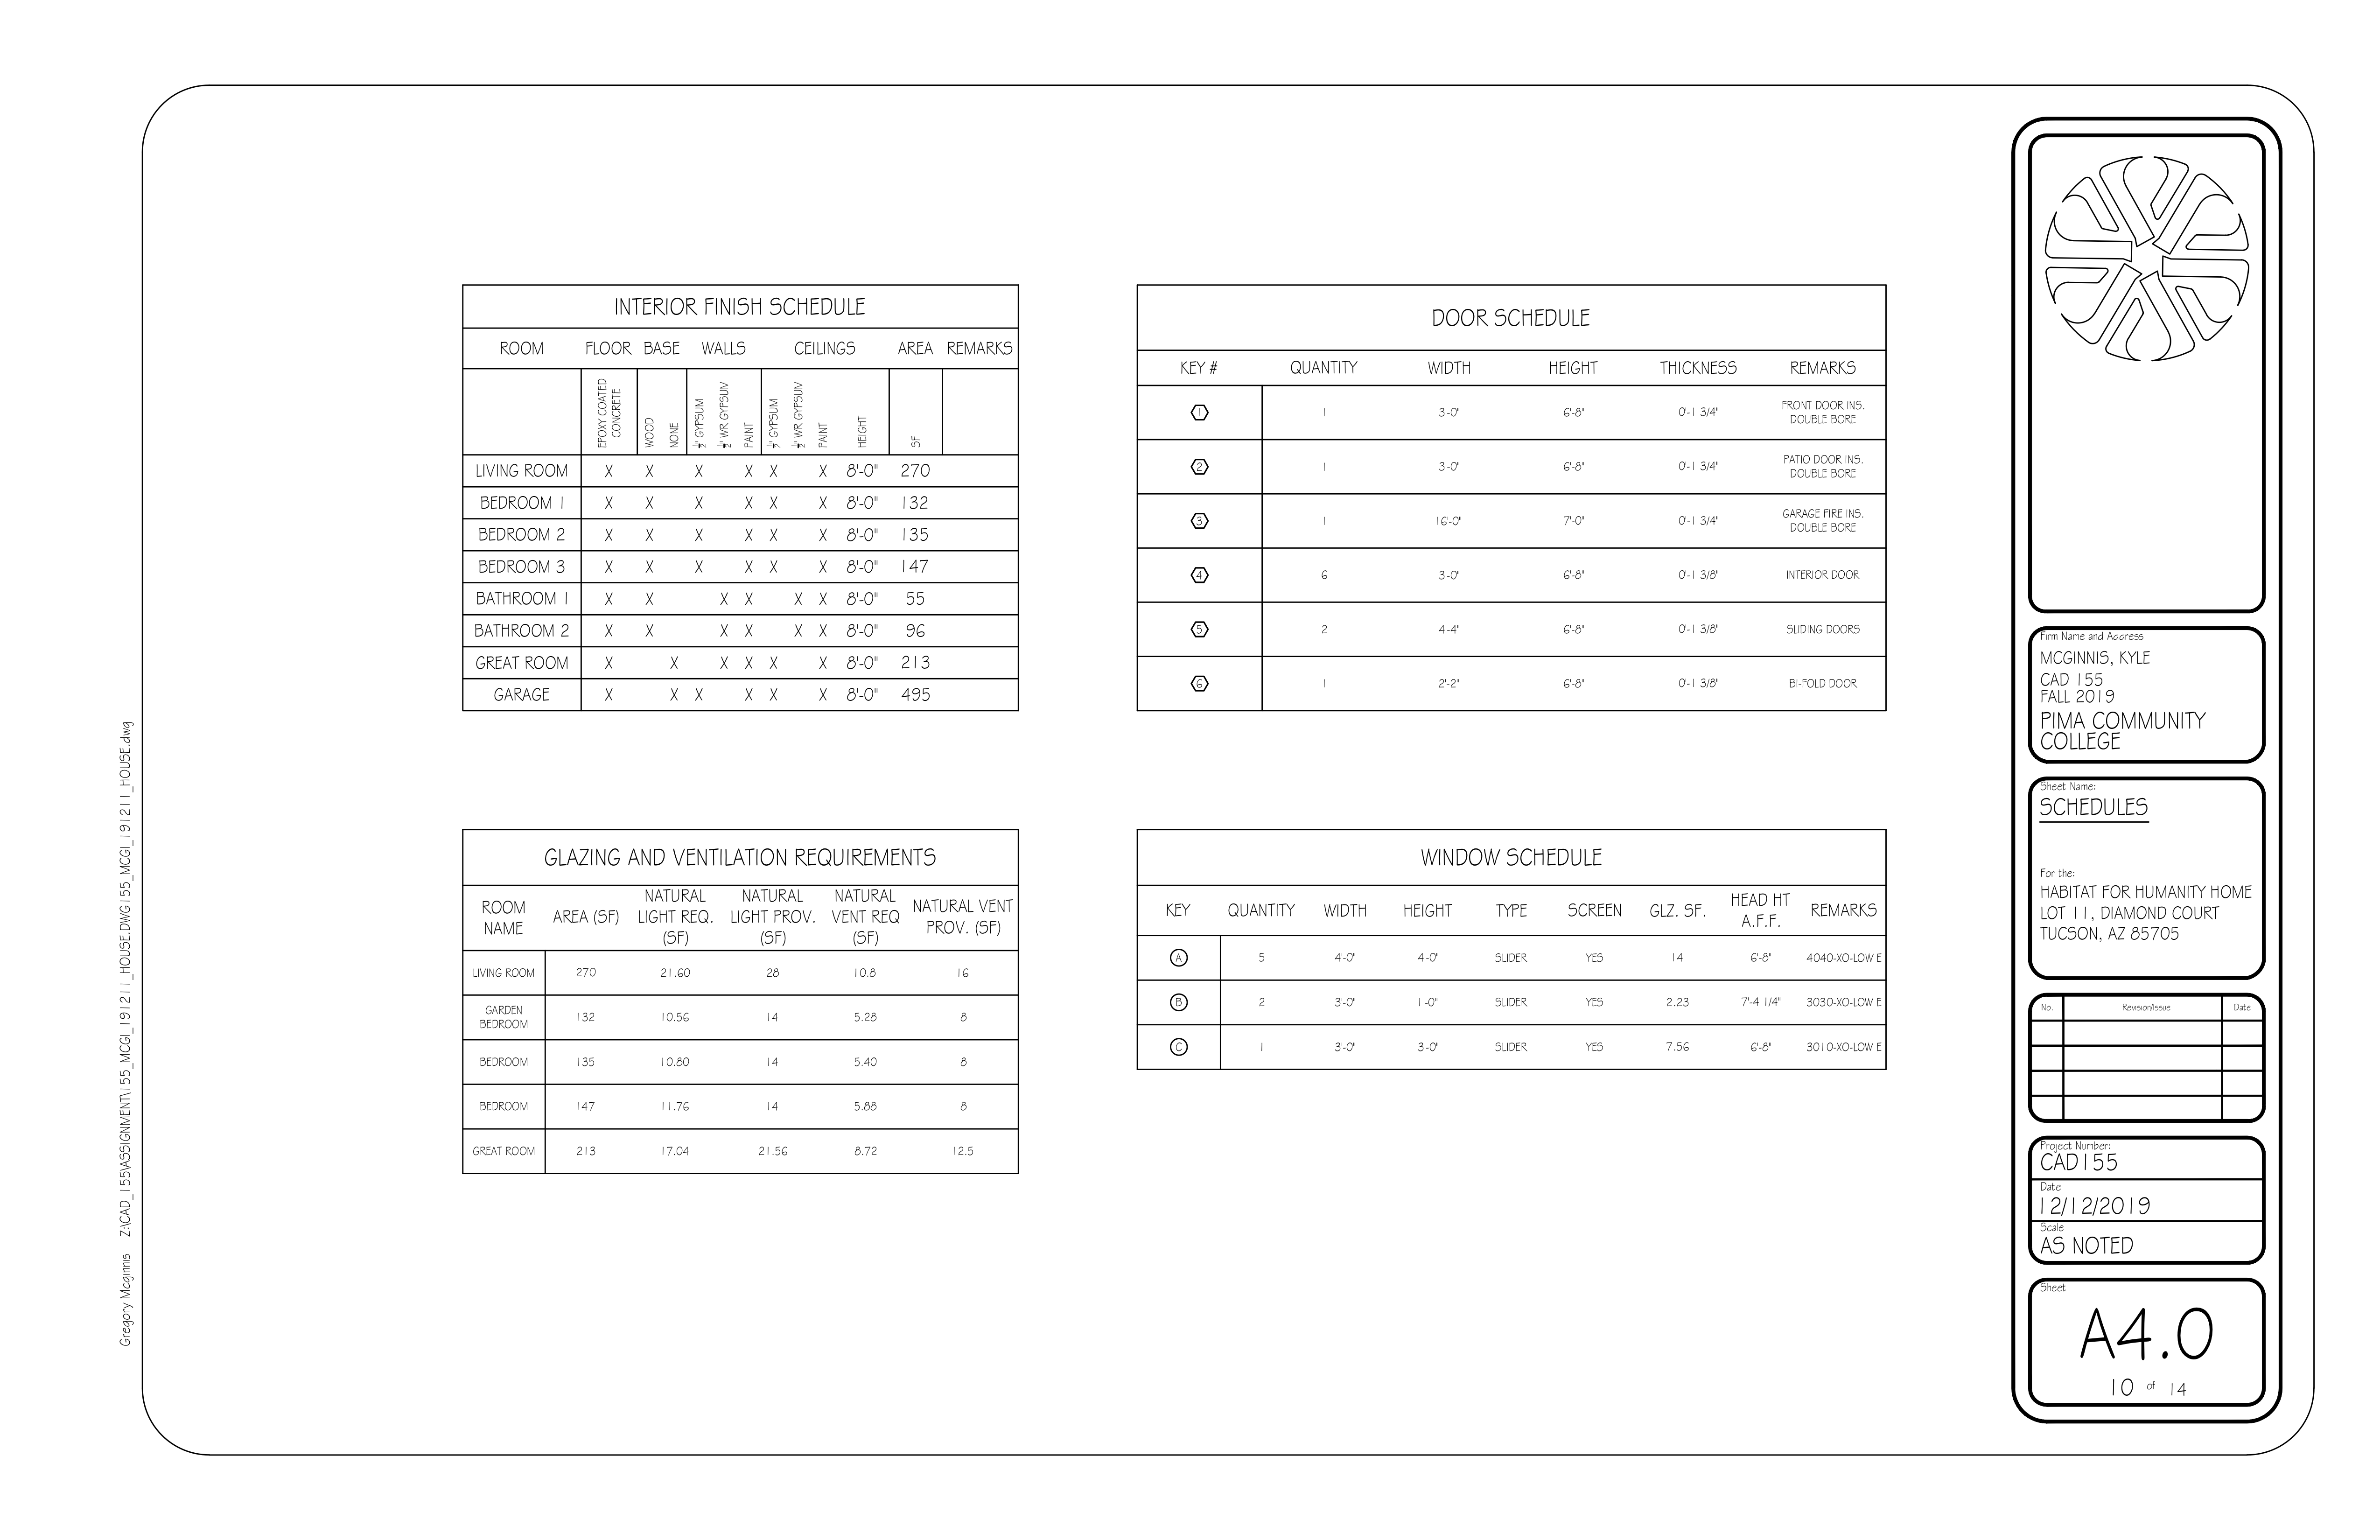 INTERIOR FINISH SCHEDULE
ROOM FLOOR BASE WALLS CEILINGS AREA REMARKS
EPOXY COATED
CONCRETE
WOOD
NONE
1/2" GYPSUM
1/2" WR GYPSUM
PAINT
1/2" GYPSUM
1/2" WR GYPSUM
PAINT
HEIGHT
SF
LIVING ROOM X X X X X X 8'-0" 270
BEDROOM 1 X X X X X X 8'-0" 132
BEDROOM 2 X X X X X X 8'-0" 135
BEDROOM 3 X X X X X X 8'-0" 147
BATHROOM 1 X X X X X X 8'-0" 55
BATHROOM 2 X X X X X X 8'-0" 96
GREAT ROOM X X X X X X 8'-0" 213
GARAGE X X X X X X 8'-0" 495
DOOR SCHEDULE
KEY # QUANTITY WIDTH HEIGHT THICKNESS REMARKS
1 1 3'-0" 6'-8" 0'-1 3/4" FRONT DOOR INS.
DOUBLE BORE
2 1 3'-0" 6'-8" 0'-1 3/4" PATIO DOOR INS.
DOUBLE BORE
3 1 16'-0" 7'-0" 0'-1 3/4" GARAGE FIRE INS.
DOUBLE BORE
4 6 3'-0" 6'-8" 0'-1 3/8" INTERIOR DOOR
5 2 4'-4" 6'-8" 0'-1 3/8" SLIDING DOORS
6 1 2'-2" 6'-8" 0'-1 3/8" BI-FOLD DOOR
GLAZING AND VENTILATION REQUIREMENTS
ROOM
NAME
AREA (SF)
NATURAL
LIGHT REQ.
(SF)
NATURAL
LIGHT PROV.
(SF)
NATURAL
VENT REQ
(SF)
NATURAL VENT
PROV. (SF)
LIVING ROOM 270 21.60 28 10.8 16
GARDEN
BEDROOM 132 10.56 14 5.28 8
BEDROOM 135 10.80 14 5.40 8
BEDROOM 147 11.76 14 5.88 8
GREAT ROOM 213 17.04 21.56 8.72 12.5
WINDOW SCHEDULE
KEY QUANTITY WIDTH HEIGHT TYPE SCREEN GLZ. SF. HEAD HT
A.F.F. REMARKS
A 5 4'-0" 4'-0" SLIDER YES 14 6'-8" 4040-XO-LOW E
B 2 3'-0" 1'-0" SLIDER YES 2.23 7'-4 1/4" 3030-XO-LOW E
C 1 3'-0" 3'-0" SLIDER YES 7.56 6'-8" 3010-XO-LOW E
Gregory Mcginnis Z:\CAD_155\ASSIGNMENT\155_MCGI_191211_HOUSE.DWG155_MCGI_191211_HOUSE.dwg
Firm Name and Address
MCGINNIS, KYLE
CAD 155
FALL 2019
PIMA COMMUNITY
COLLEGE
Sheet Name:
SCHEDULES
For the:
HABITAT FOR HUMANITY HOME
LOT 11, DIAMOND COURT
TUCSON, AZ 85705
No. Revision/Issue Date
Project Number:
CAD155
Date
12/12/2019
Scale
AS NOTED
Sheet
A4.0
10 of 14